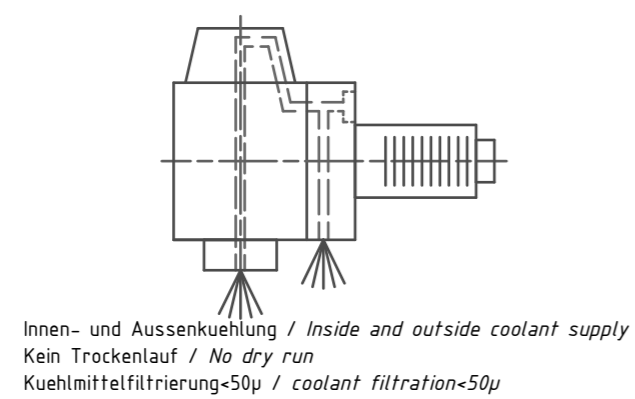 Innen- und Aussenkuehlung / Inside and outside coolant supply
Kein Trockenlauf / No dry run
Kuehlmittelfiltrierung<50µ / coolant filtration<50µ